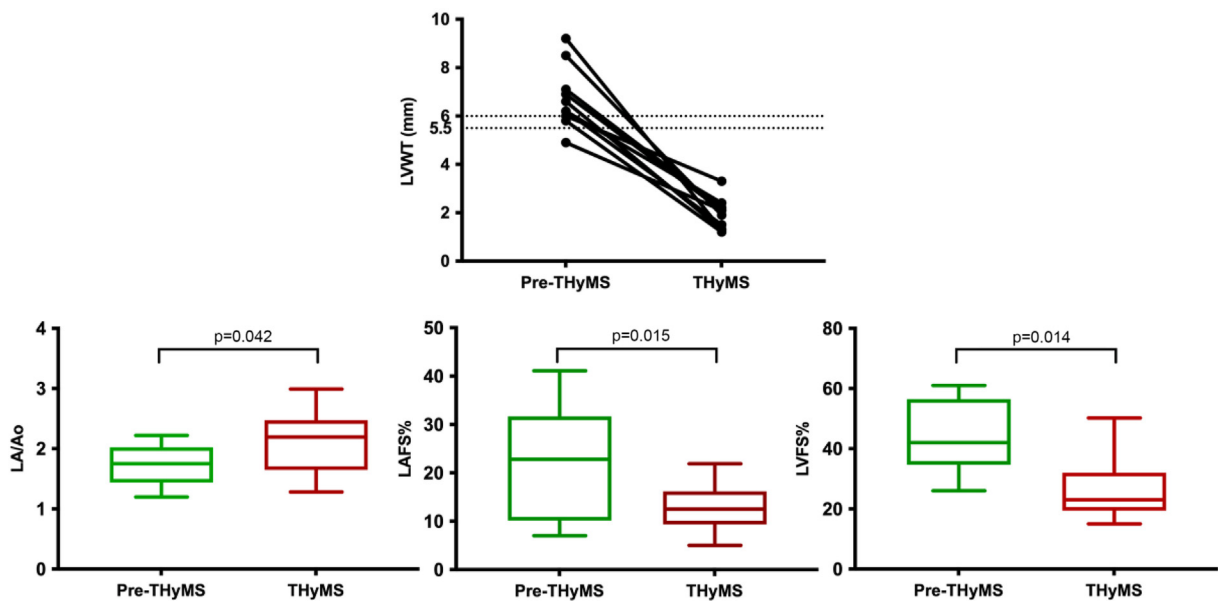 LVWT (mm)
10
8
6
5.5
4
2
0
Pre-THyMS THyMS
LA/Ao
4
3
2
1
0
p=0.042
Pre-THyMS THyMS
LAFS%
50
40
30
20
10
0
p=0.015
Pre-THyMS THyMS
LVFS%
80
60
40
20
0
p=0.014
Pre-THyMS THyMS